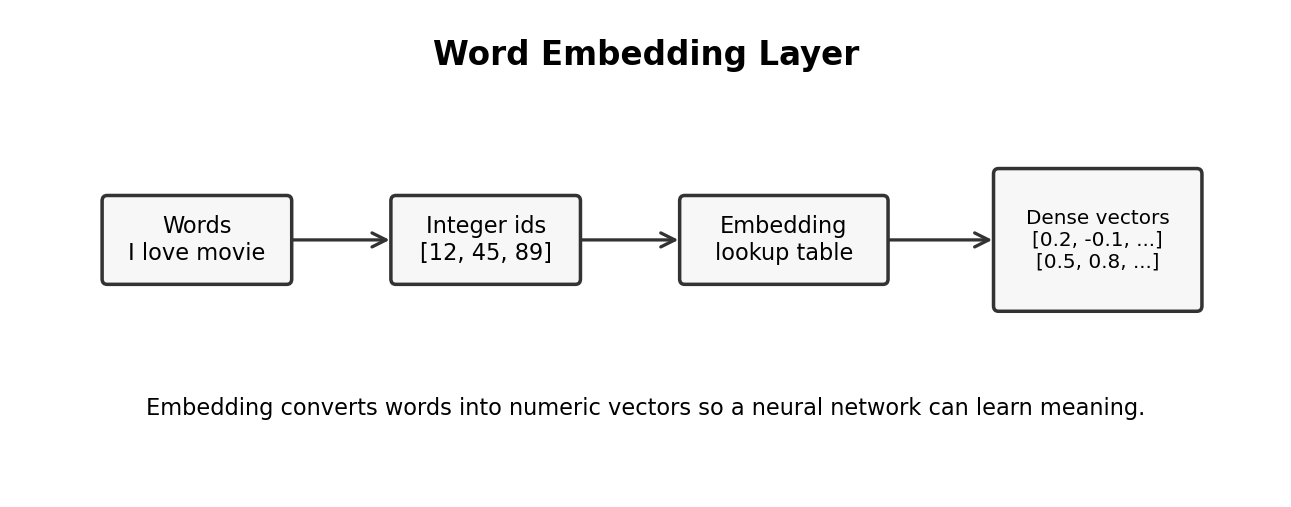 Word Embedding Layer
Words
I love movie
Integer ids
[12, 45, 89]
Embedding
lookup table
Dense vectors
[0.2, -0.1, ...]
[0.5, 0.8, ...]
Embedding converts words into numeric vectors so a neural network can learn meaning.